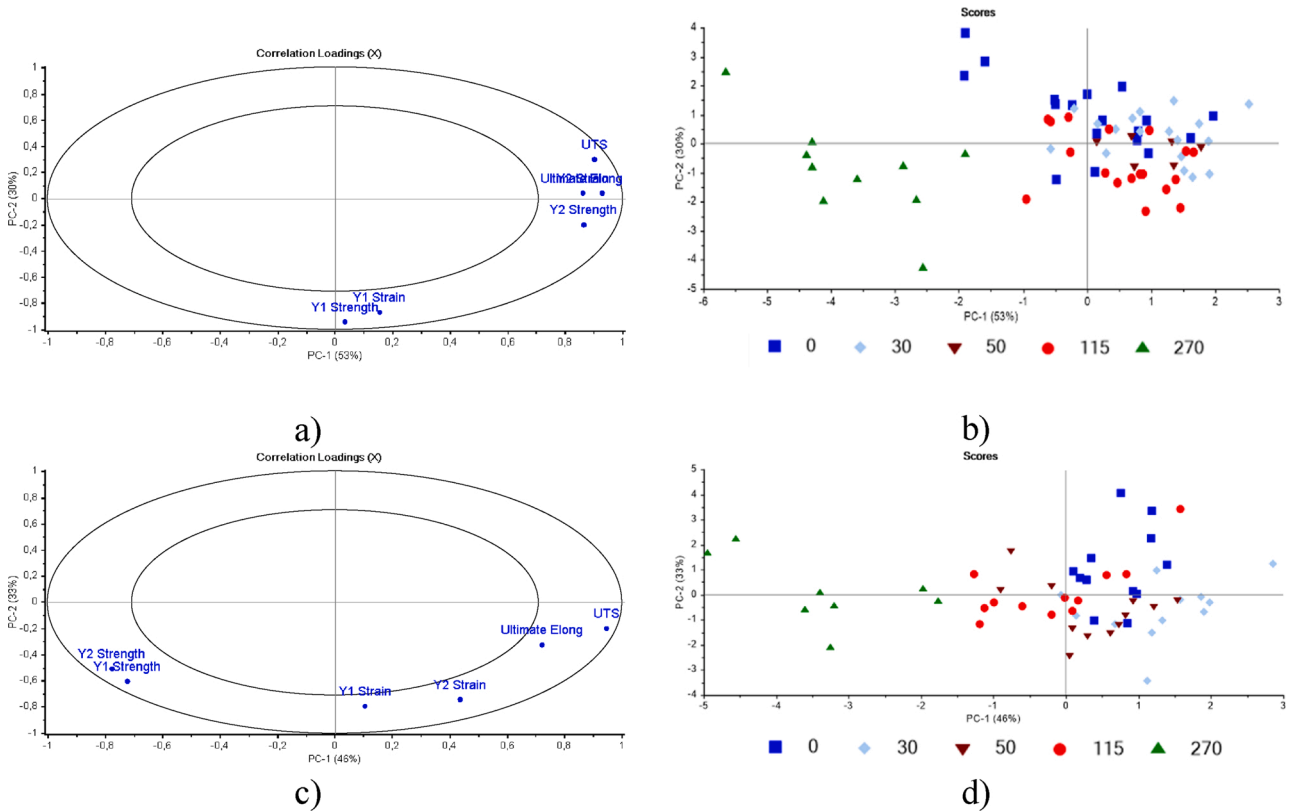 Correlation Loadings (X)
1
0,8
0,6
0,4
0,2
0
-0,2
-0,4
-0,6
-0,8
-1
PC-2 (30%)
UTS
Y2 Strength
Y1 Strain
Y1 Strength
-1 -0,8 -0,6 -0,4 -0,2 0 0,2 0,4 0,6 0,8 1
PC-1 (53%)
a)
Scores
4
3
2
1
0
-1
-2
-3
-4
-5
PC-2 (30%)
-6 -5 -4 -3 -2 -1 0 1 2 3
PC-1 (53%)
0 30 50 115 270
b)
Correlation Loadings (X)
1
0,8
0,6
0,4
0,2
0
-0,2
-0,4
-0,6
-0,8
-1
PC-2 (33%)
UTS
Ultimate Elong
Y2 Strength
Y1 Strength
Y1 Strain
Y2 Strain
-1 -0,8 -0,6 -0,4 -0,2 0 0,2 0,4 0,6 0,8 1
PC-1 (46%)
c)
Scores
5
4
3
2
1
0
-1
-2
-3
-4
PC-2 (33%)
-5 -4 -3 -2 -1 0 1 2 3
PC-1 (46%)
0 30 50 115 270
d)